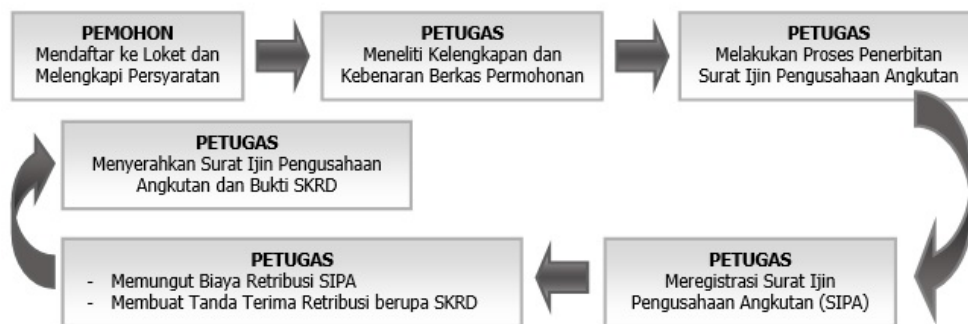 PEMOHON
Mendaftar ke Loket dan
Melengkapi Persyaratan
PETUGAS
Meneliti Kelengkapan dan
Kebenaran Berkas Permohonan
PETUGAS
Melakukan Proses Penerbitan
Surat Ijin Pengusahaan Angkutan
PETUGAS
Meregistrasi Surat Ijin
Pengusahaan Angkutan (SIPA)
PETUGAS
- Memungut Biaya Retribusi SIPA
- Membuat Tanda Terima Retribusi berupa SKRD
PETUGAS
Menyerahkan Surat Ijin Pengusahaan
Angkutan dan Bukti SKRD